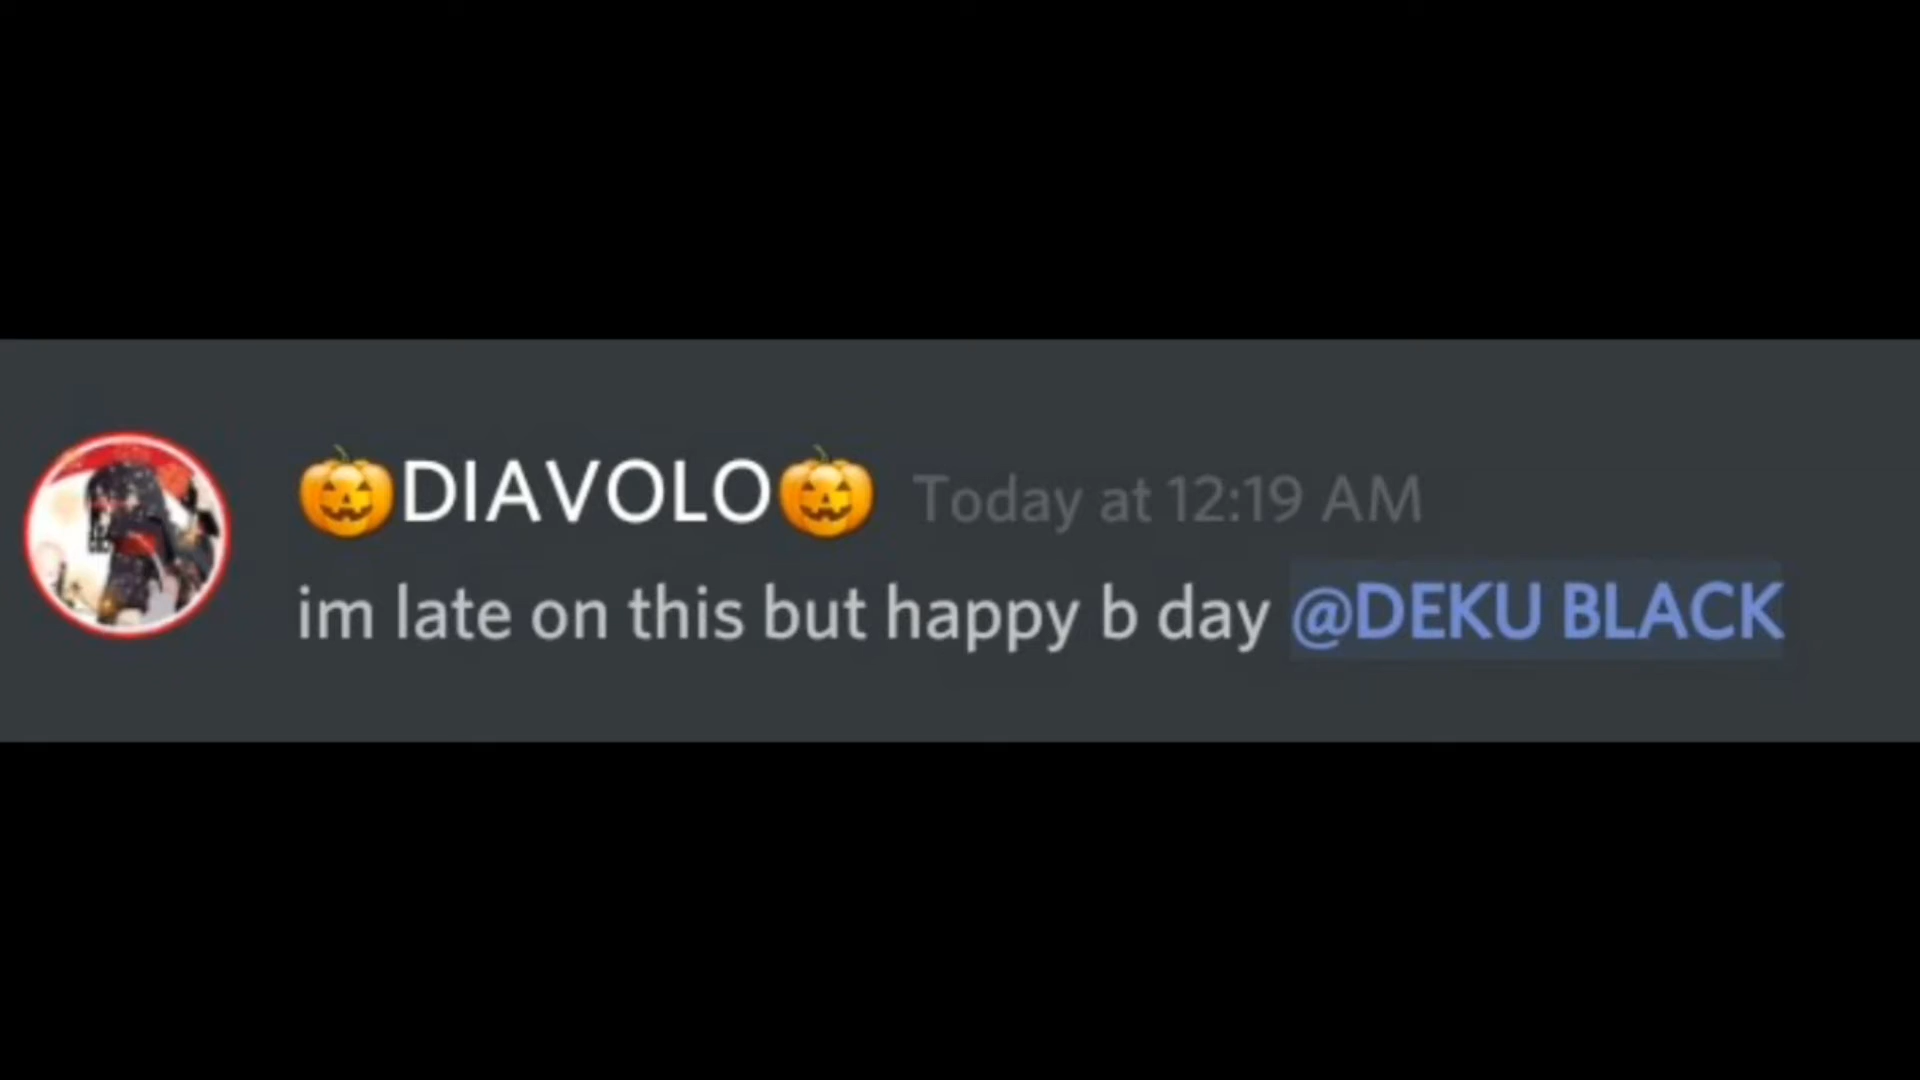 🎃DIAVOLO🎃 Today at 12:19 AM
im late on this but happy b day @DEKU BLACK